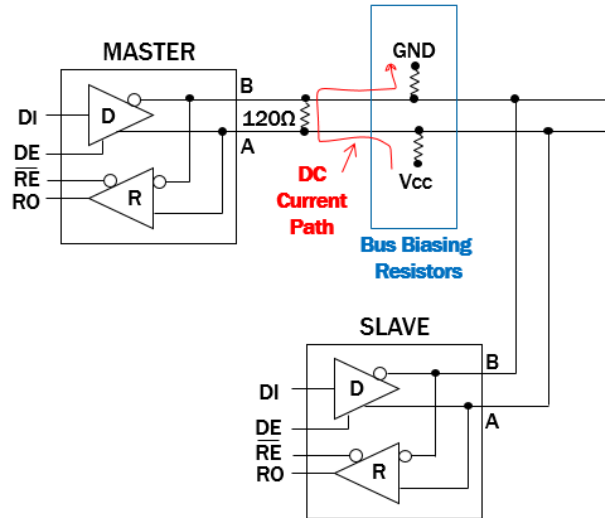 MASTER
GND
B
DI
D
120Ω
DE
A
RE
R
RO
Vcc
DC
Current
Path
Bus Biasing
Resistors
SLAVE
B
D
DI
A
DE
RE
R
RO